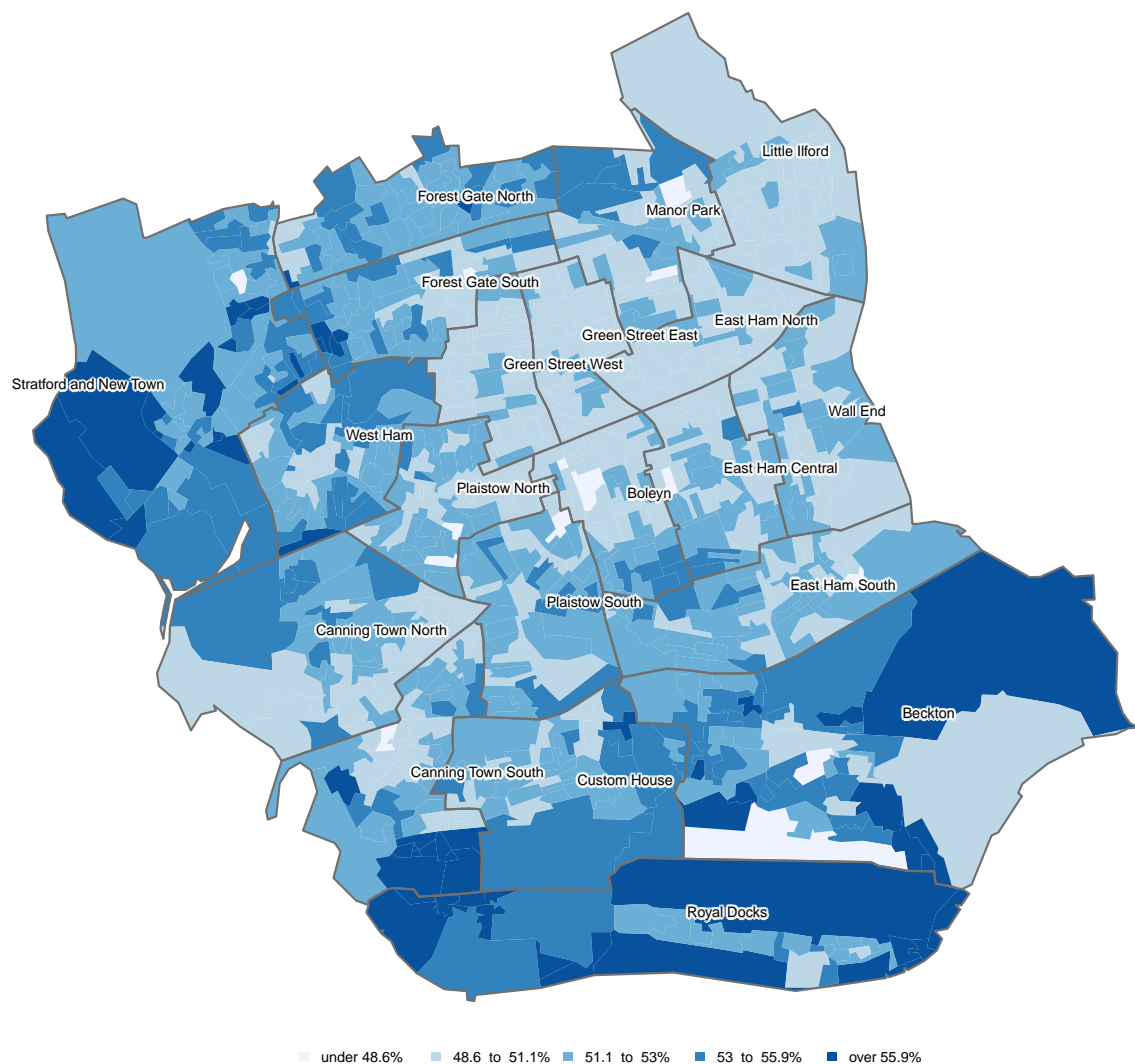 Little Ilford
Forest Gate North
Manor Park
Forest Gate South
East Ham North
Green Street East
Green Street West
Stratford and New Town
Wall End
West Ham
East Ham Central
Plaistow North
Boleyn
East Ham South
Plaistow South
Canning Town North
Beckton
Canning Town South
Custom House
Royal Docks
under 48.6% 48.6 to 51.1% 51.1 to 53% 53 to 55.9% over 55.9%